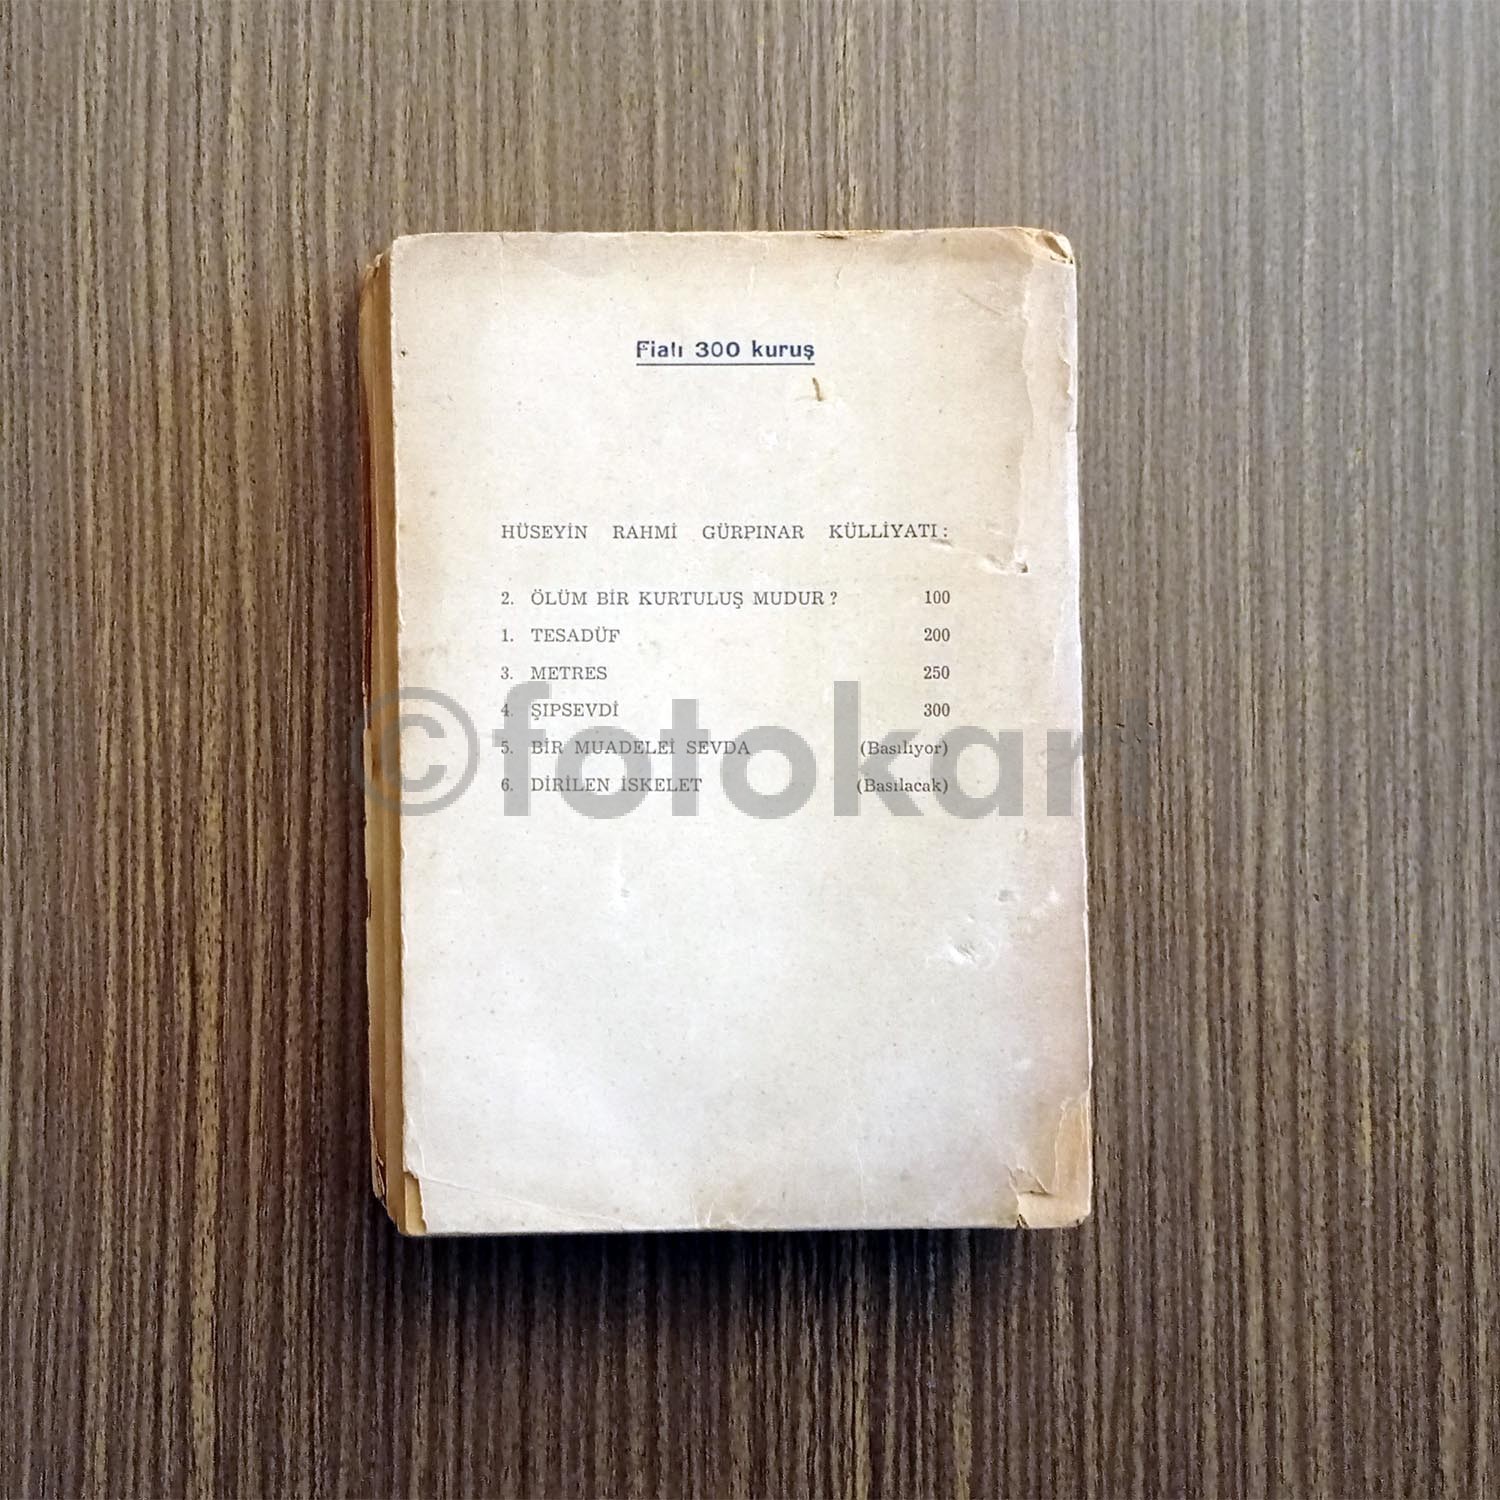 Fiatı 300 kuruş
HÜSEYİN RAHMİ GÜRPINAR KÜLLİYATI :
2. ÖLÜM BİR KURTULUŞ MUDUR ? 100
1. TESADÜF 200
3. METRES 250
4. ŞIPSEVDİ 300
5. BİR MUADELEİ SEVDA (Basılıyor)
6. DİRİLEN İSKELET (Basılacak)
©fotokart